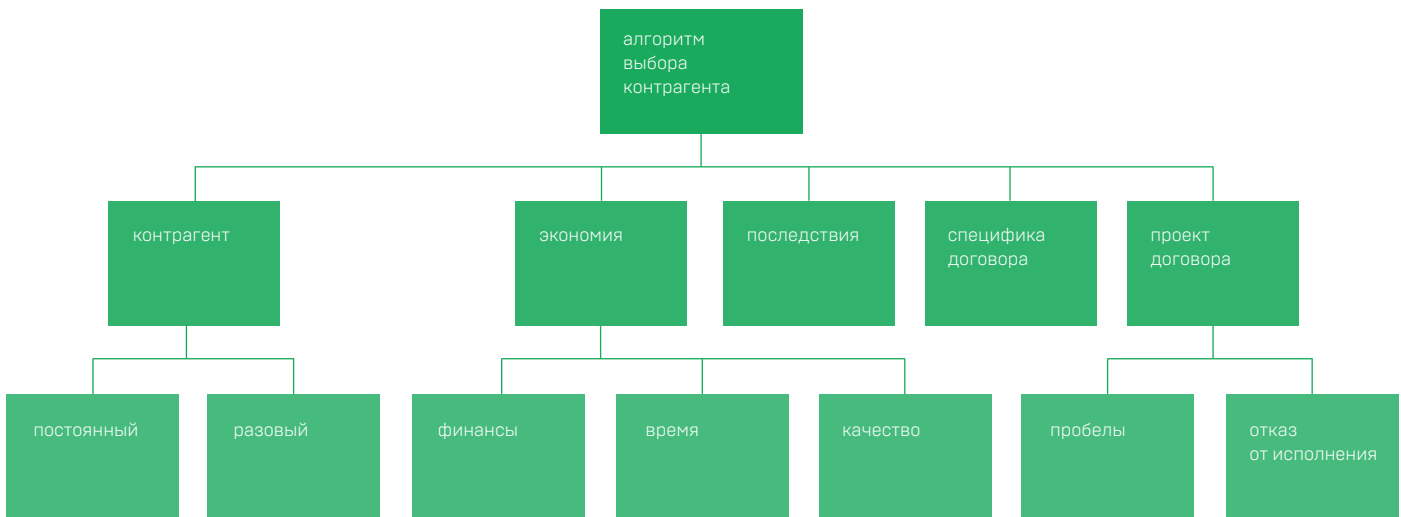 алгоритм
выбора
контрагента
контрагент
экономия
последствия
специфика
договора
проект
договора
постоянный
разовый
финансы
время
качество
пробелы
отказ
от исполнения